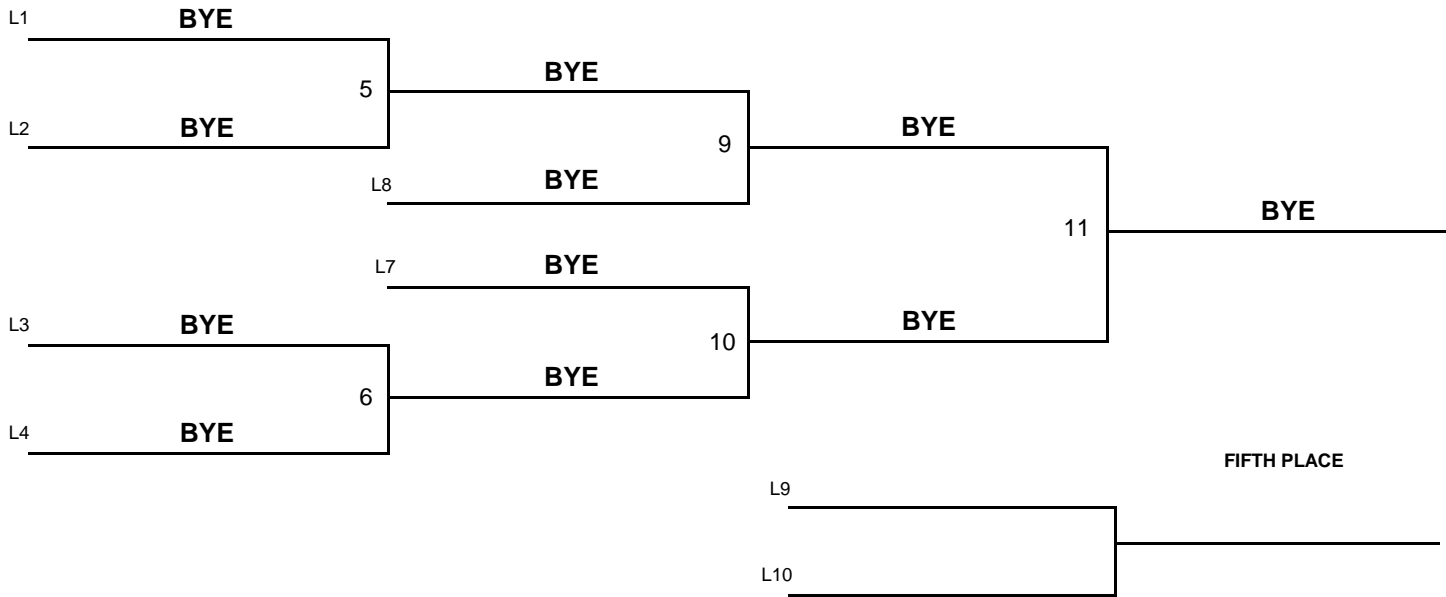 L1 BYE
5 BYE
L2 BYE
9 BYE
L8 BYE
11 BYE
L7 BYE
L3 BYE
10 BYE
6 BYE
L4 BYE
FIFTH PLACE
L9
L10